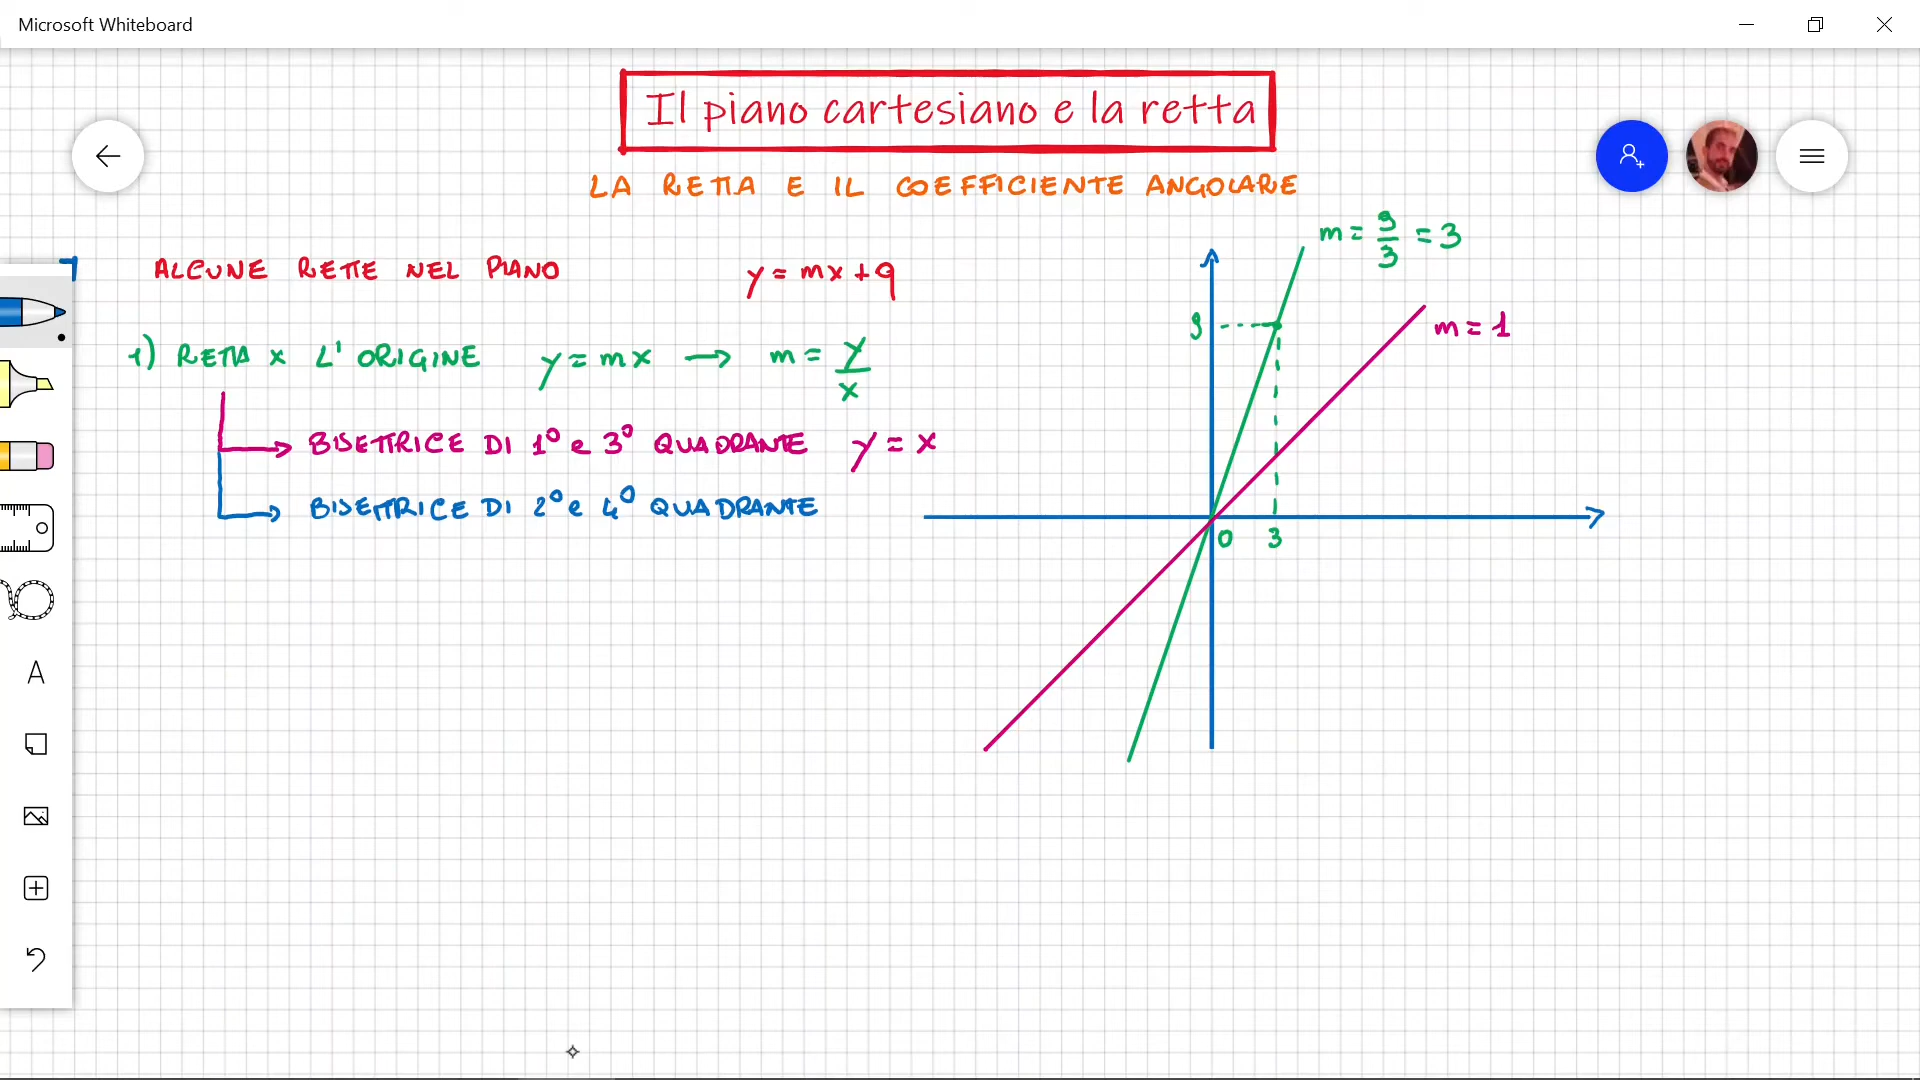 Microsoft Whiteboard
Il piano cartesiano e la retta
LA RETTA E IL COEFFICIENTE ANGOLARE
ALCUNE RETTE NEL PIANO y = mx + q
1) RETTA x L' ORIGINE y = mx → m = y/x
BISETTRICE DI 1° e 3° QUADRANTE y = x
BISETTRICE DI 2° e 4° QUADRANTE
m = 9/3 = 3
m = 1
9
0 3
A